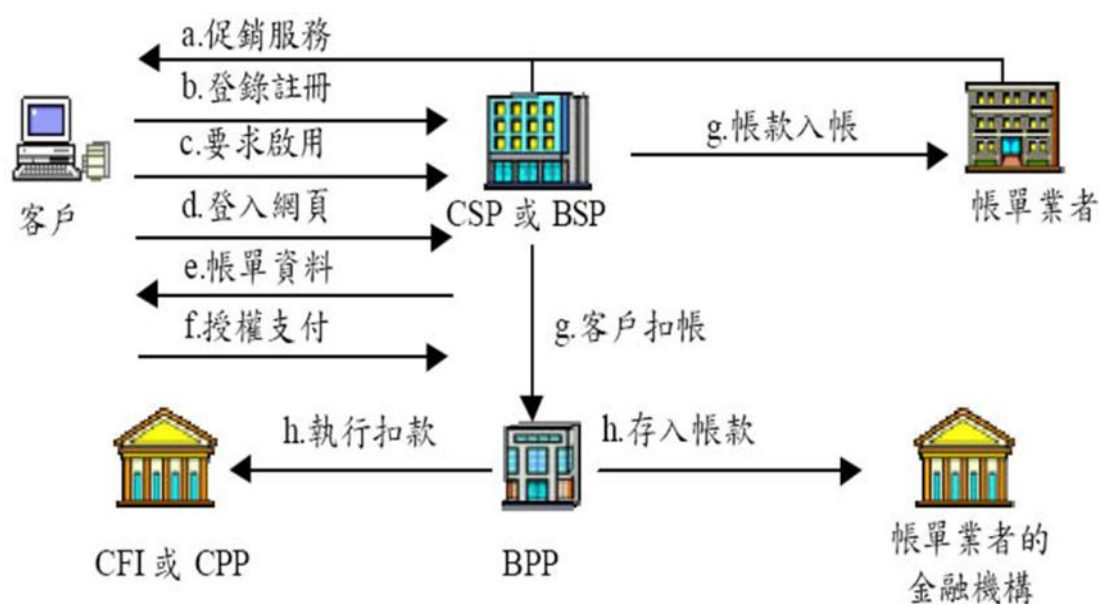 a.促銷服務
b.登錄註冊
c.要求啟用
g.帳款入帳
d.登入網頁
客戶
CSP 或 BSP
帳單業者
e.帳單資料
f.授權支付
g.客戶扣帳
h.執行扣款
h.存入帳款
CFI 或 CPP
BPP
帳單業者的
金融機構